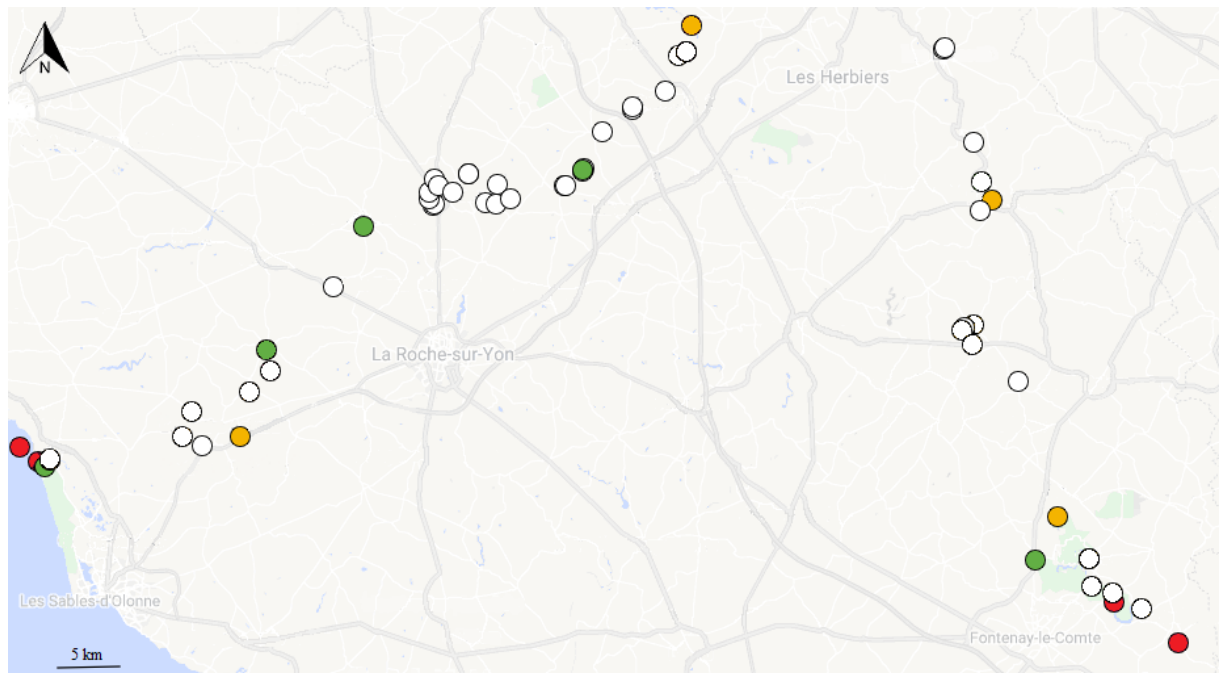 N
Les Herbiers
La Roche-sur-Yon
Les Sables-d'Olonne
Fontenay-le-Comte
5 km